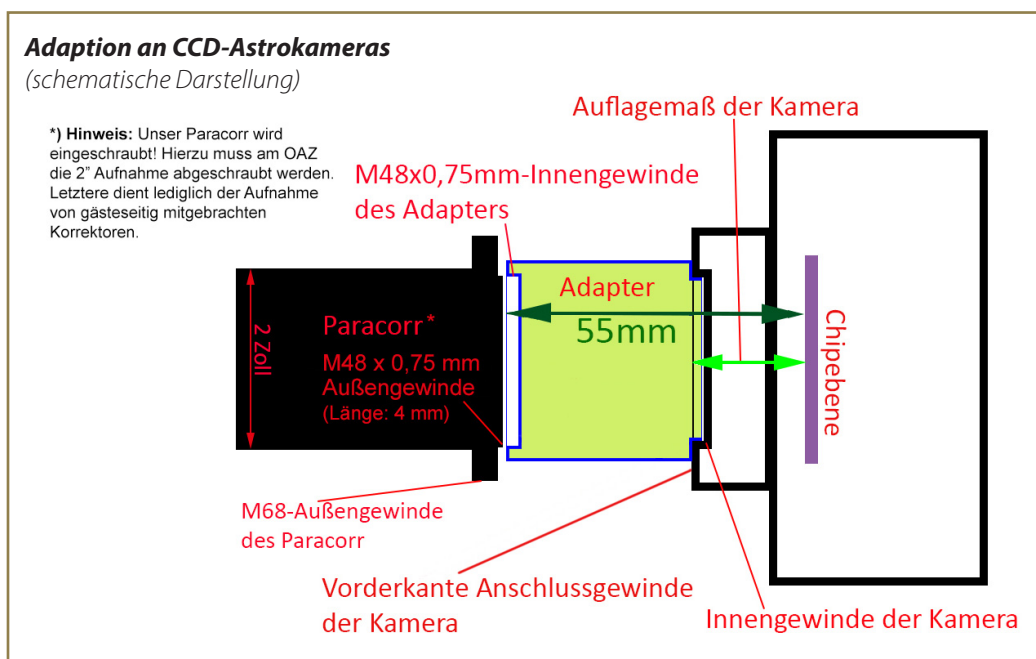 Adaption an CCD-Astrokameras
(schematische Darstellung)
*) Hinweis: Unser Paracorr wird
eingeschraubt! Hierzu muss am OAZ
die 2” Aufnahme abgeschraubt werden.
Letztere dient lediglich der Aufnahme
von gästeseitig mitgebrachten
Korrektoren.
Auflagemaß der Kamera
M48x0,75mm-Innengewinde
des Adapters
Adapter
55mm
2 Zoll
Paracorr*
M48 x 0,75 mm
Außengewinde
(Länge: 4 mm)
Chipebene
M68-Außengewinde
des Paracorr
Vorderkante Anschlussgewinde
der Kamera
Innengewinde der Kamera